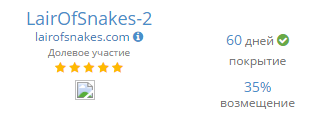 LairOfSnakes-2
lairofsnakes.com
Долевое участие
60 дней
покрытие
35%
возмещение